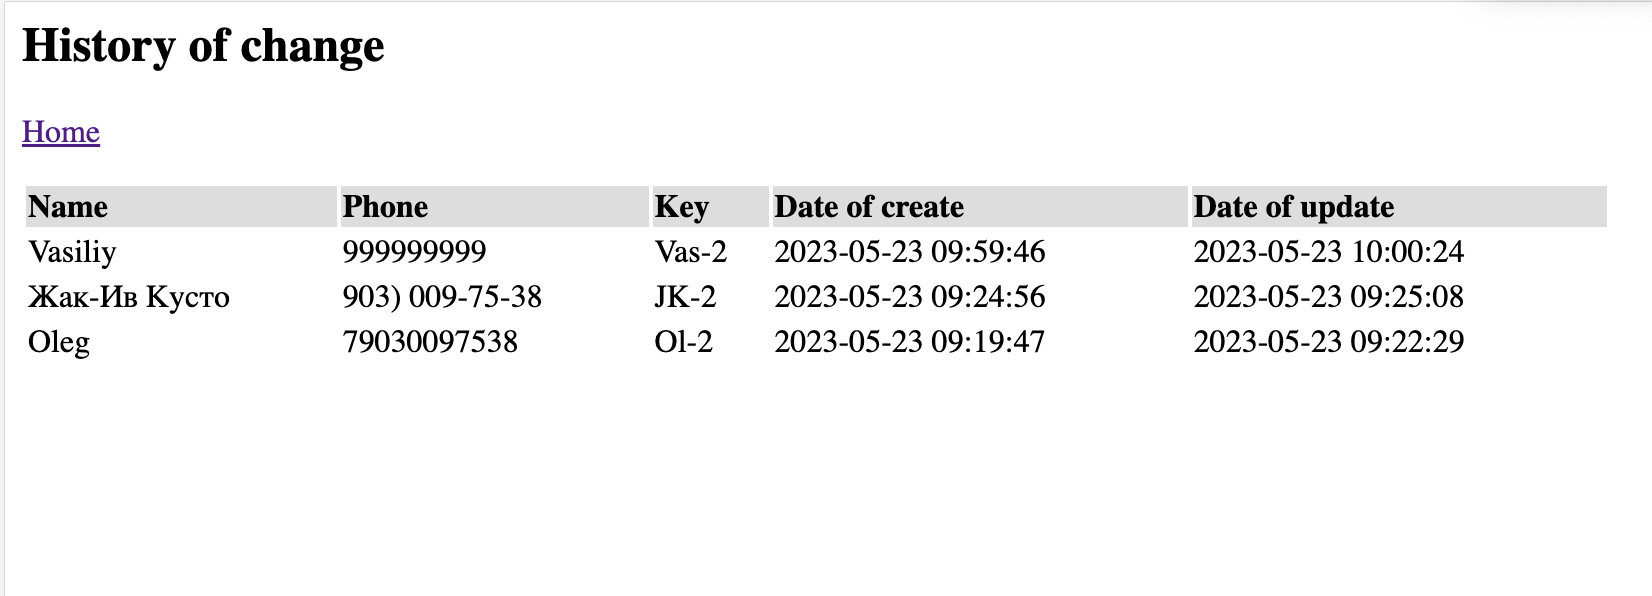 History of change
Home
Name Phone Key Date of create Date of update
Vasiliy 999999999 Vas-2 2023-05-23 09:59:46 2023-05-23 10:00:24
Жак-Ив Кусто 903) 009-75-38 JK-2 2023-05-23 09:24:56 2023-05-23 09:25:08
Oleg 79030097538 Ol-2 2023-05-23 09:19:47 2023-05-23 09:22:29